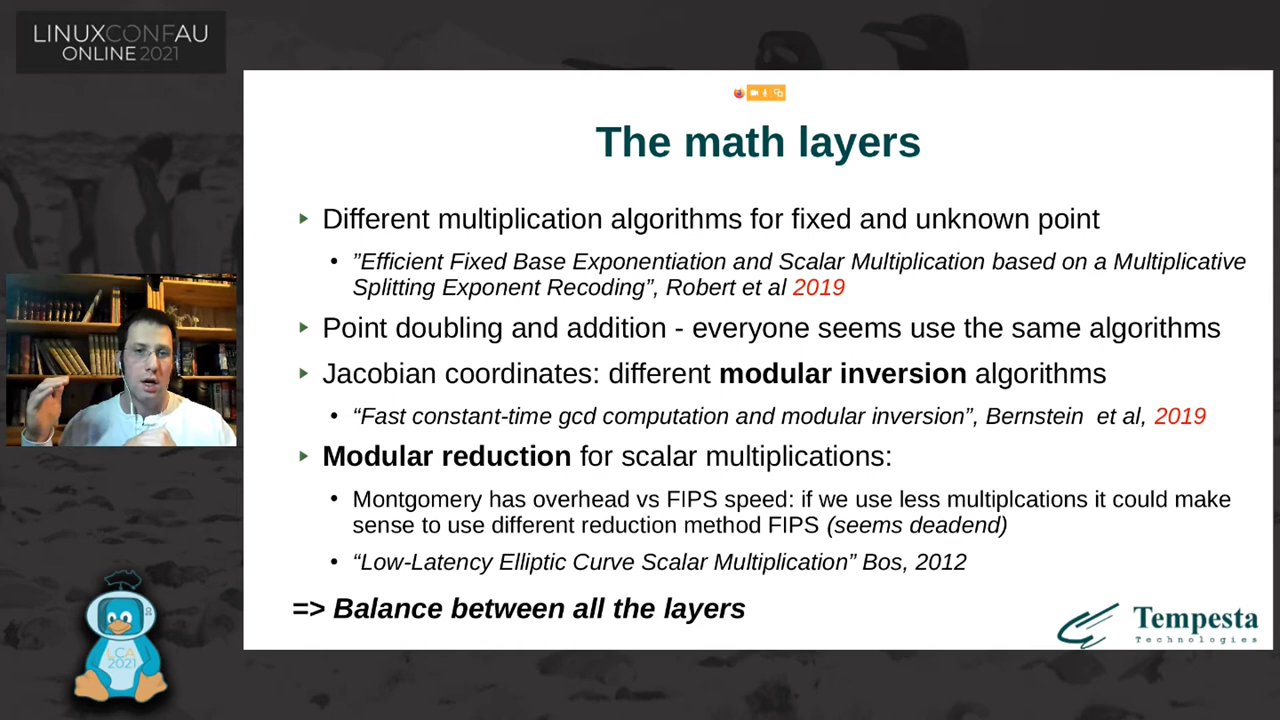 LINUXCONFAU
ONLINE2021
The math layers
Different multiplication algorithms for fixed and unknown point
”Efficient Fixed Base Exponentiation and Scalar Multiplication based on a Multiplicative
Splitting Exponent Recoding”, Robert et al 2019
Point doubling and addition - everyone seems use the same algorithms
Jacobian coordinates: different modular inversion algorithms
“Fast constant-time gcd computation and modular inversion”, Bernstein et al, 2019
Modular reduction for scalar multiplications:
Montgomery has overhead vs FIPS speed: if we use less multiplcations it could make
sense to use different reduction method FIPS (seems deadend)
“Low-Latency Elliptic Curve Scalar Multiplication” Bos, 2012
=> Balance between all the layers
Tempesta
Technologies
LCA
2021